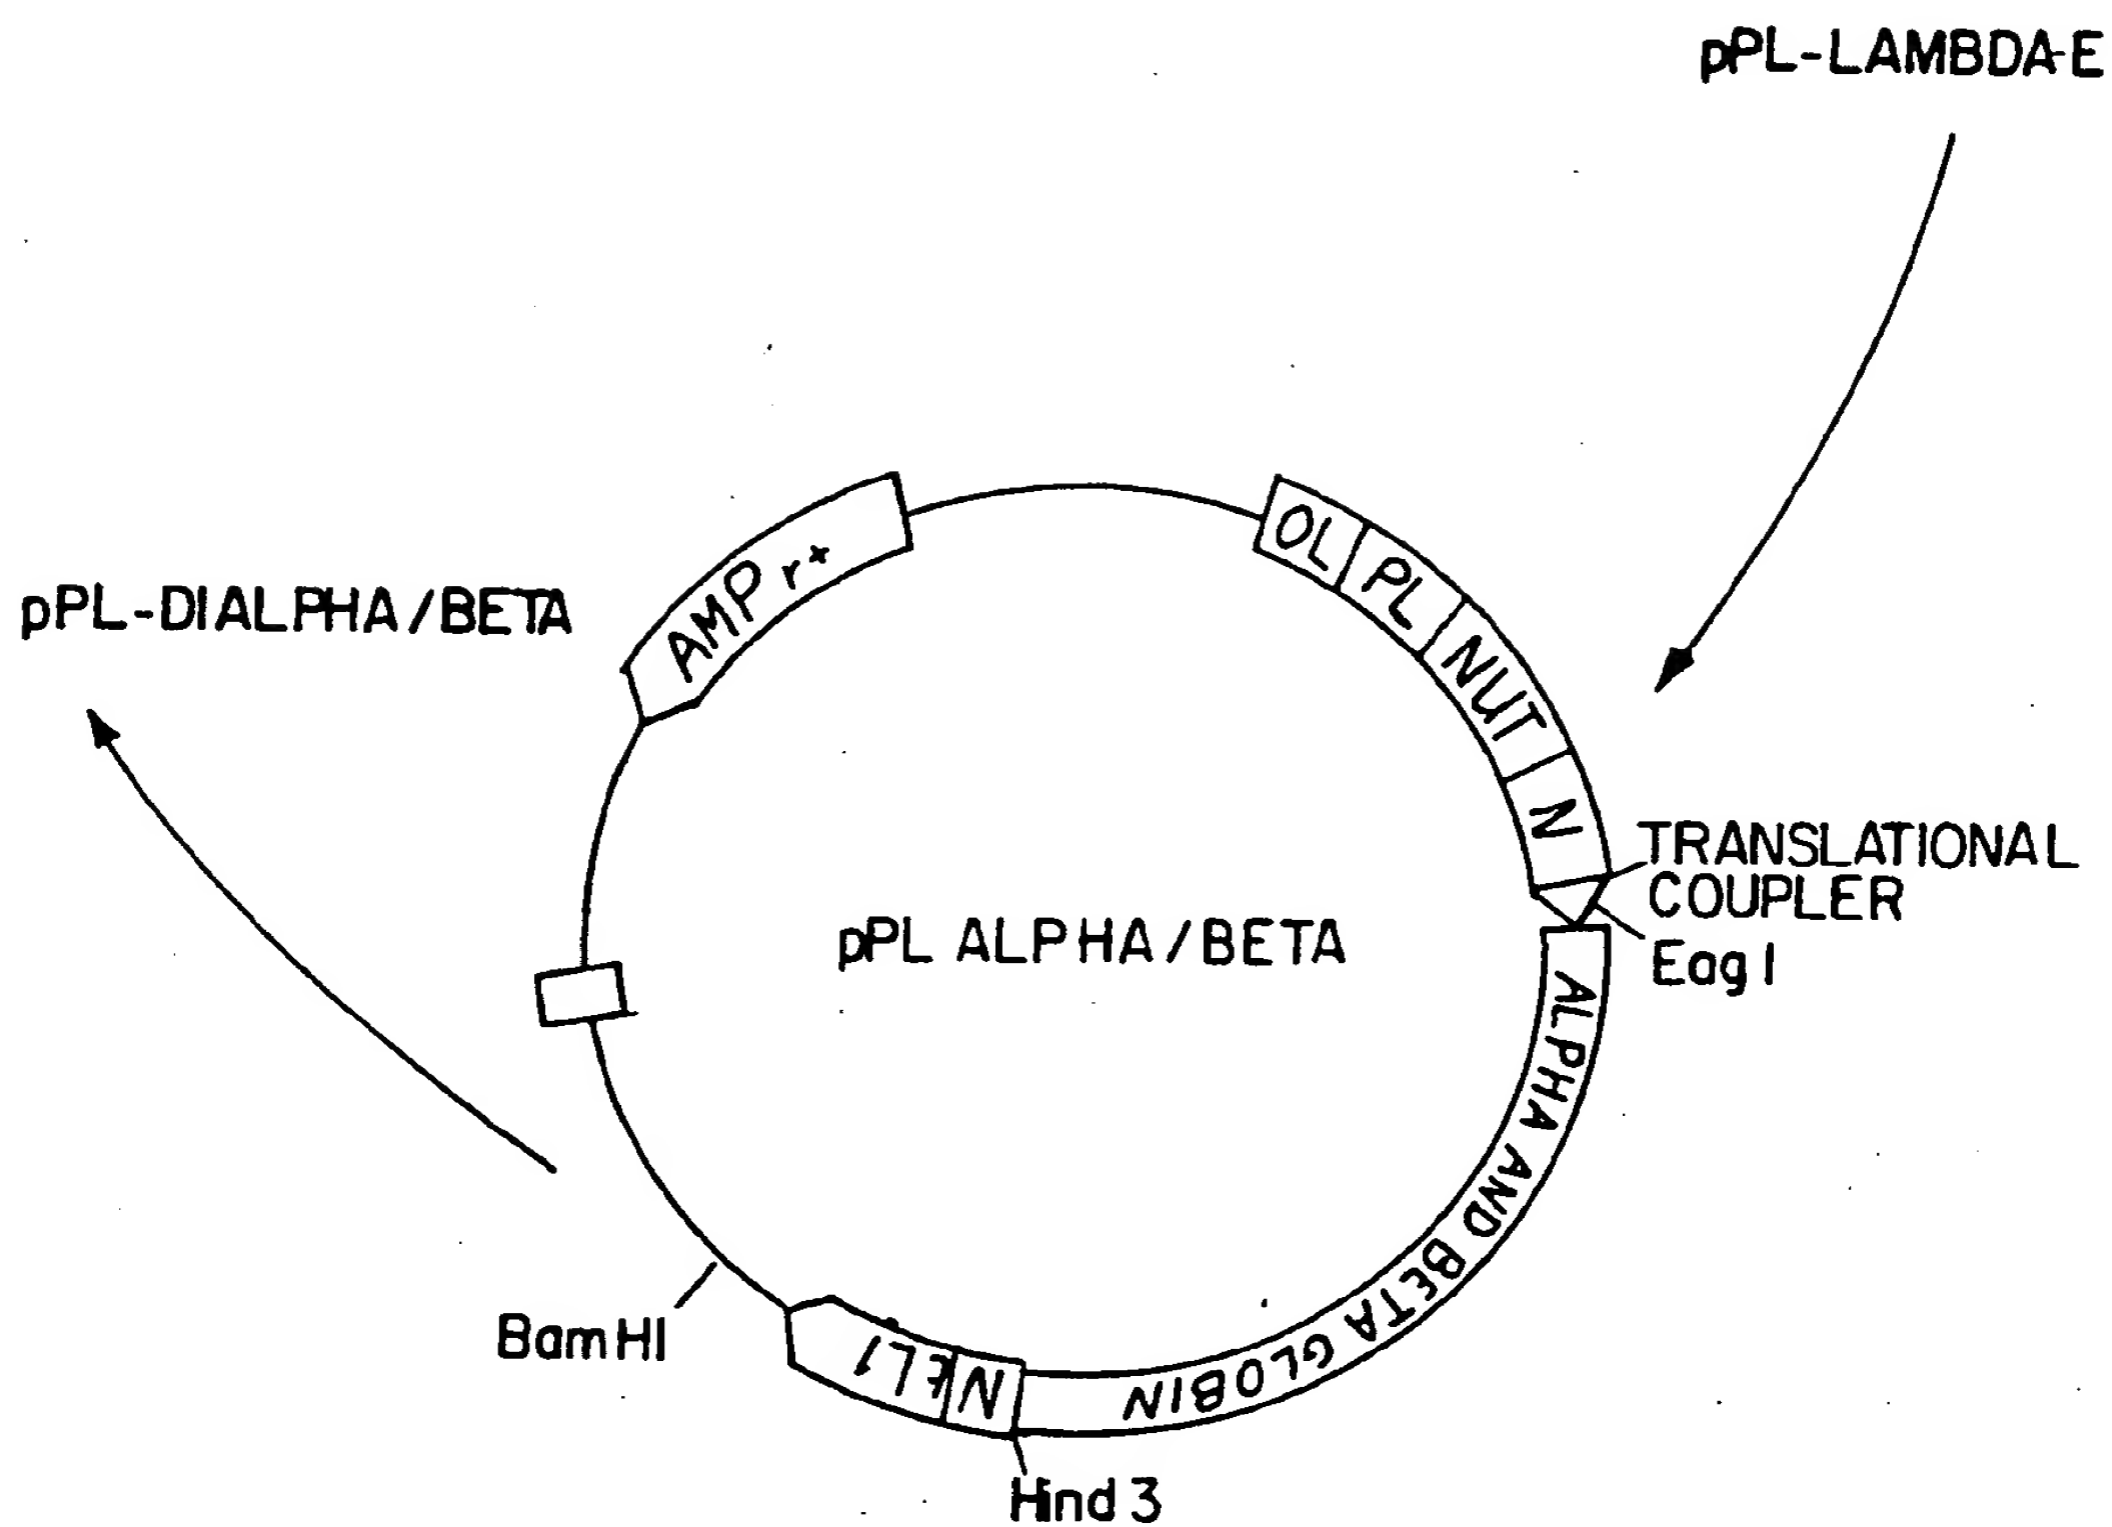 pPL-LAMBDA-E
OL
PL
NUT
N
AMP r+
pPL-DIALPHA/BETA
TRANSLATIONAL
COUPLER
Eag I
pPL ALPHA/BETA
ALPHA AND BETA GLOBIN
Hind 3
N
tL1
BamHI